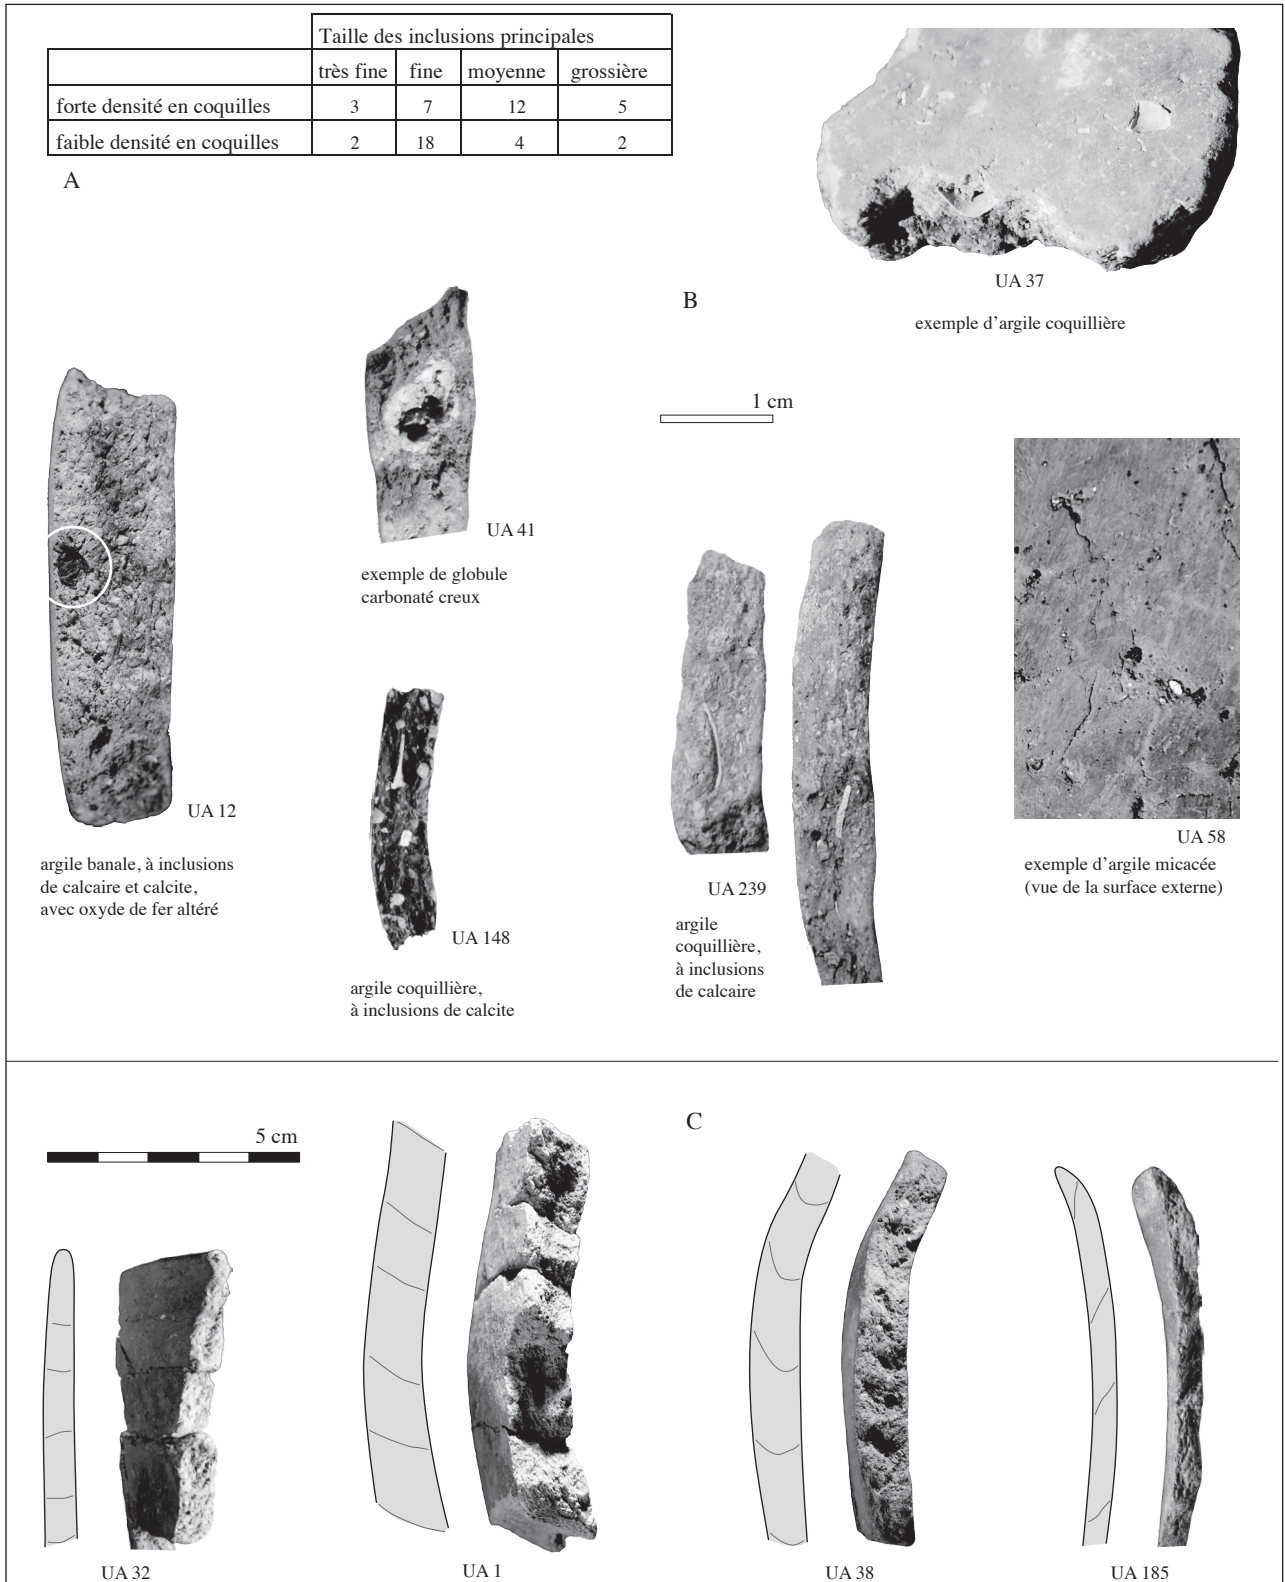 Taille des inclusions principales
très fine fine moyenne grossière
forte densité en coquilles 3 7 12 5
faible densité en coquilles 2 18 4 2
A
UA 37
exemple d'argile coquillière
B
1 cm
UA 41
exemple de globule
carbonaté creux
UA 12
argile banale, à inclusions
de calcaire et calcite,
avec oxyde de fer altéré
UA 148
argile coquillière,
à inclusions de calcite
UA 239
argile
coquillière,
à inclusions
de calcaire
UA 58
exemple d'argile micacée
(vue de la surface externe)
C
5 cm
UA 32
UA 1
UA 38
UA 185